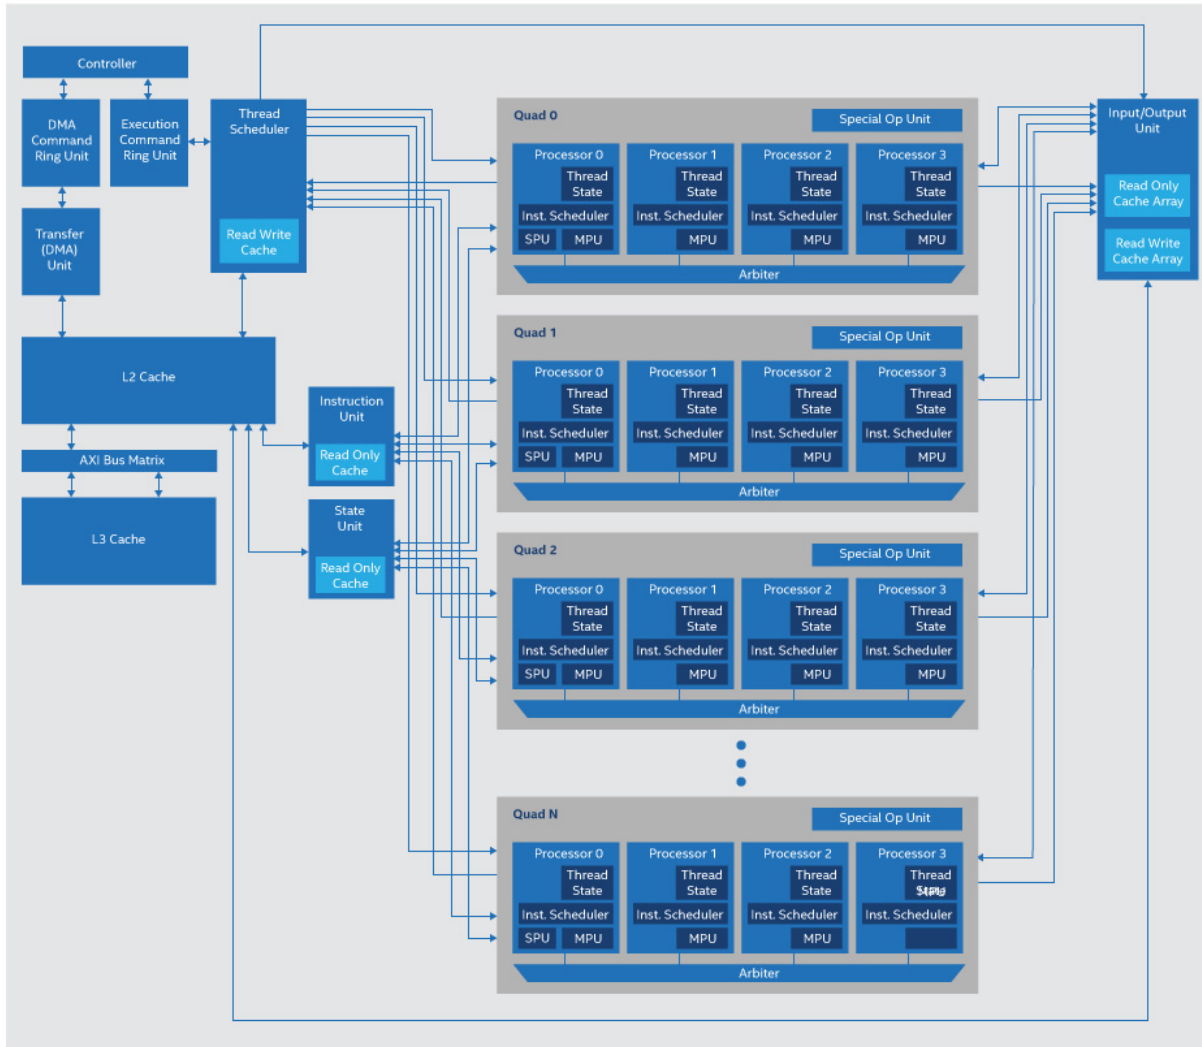 Controller
DMA
Command
Ring Unit
Execution
Command
Ring Unit
Thread
Scheduler
Read Write
Cache
Transfer
(DMA)
Unit
L2 Cache
AXI Bus Matrix
L3 Cache
Instruction
Unit
Read Only
Cache
State
Unit
Read Only
Cache
Quad 0
Special Op Unit
Processor 0
Thread
State
Inst. Scheduler
SPU
MPU
Processor 1
Thread
State
Inst. Scheduler
MPU
Processor 2
Thread
State
Inst. Scheduler
MPU
Processor 3
Thread
State
Inst. Scheduler
MPU
Arbiter
Quad 1
Special Op Unit
Processor 0
Thread
State
Inst. Scheduler
SPU
MPU
Processor 1
Thread
State
Inst. Scheduler
MPU
Processor 2
Thread
State
Inst. Scheduler
MPU
Processor 3
Thread
State
Inst. Scheduler
MPU
Arbiter
Quad 2
Special Op Unit
Processor 0
Thread
State
Inst. Scheduler
SPU
MPU
Processor 1
Thread
State
Inst. Scheduler
MPU
Processor 2
Thread
State
Inst. Scheduler
MPU
Processor 3
Thread
State
Inst. Scheduler
MPU
Arbiter
Quad N
Special Op Unit
Processor 0
Thread
State
Inst. Scheduler
SPU
MPU
Processor 1
Thread
State
Inst. Scheduler
MPU
Processor 2
Thread
State
Inst. Scheduler
MPU
Processor 3
Thread
Inst. Scheduler
Arbiter
Input/Output
Unit
Read Only
Cache Array
Read Write
Cache Array